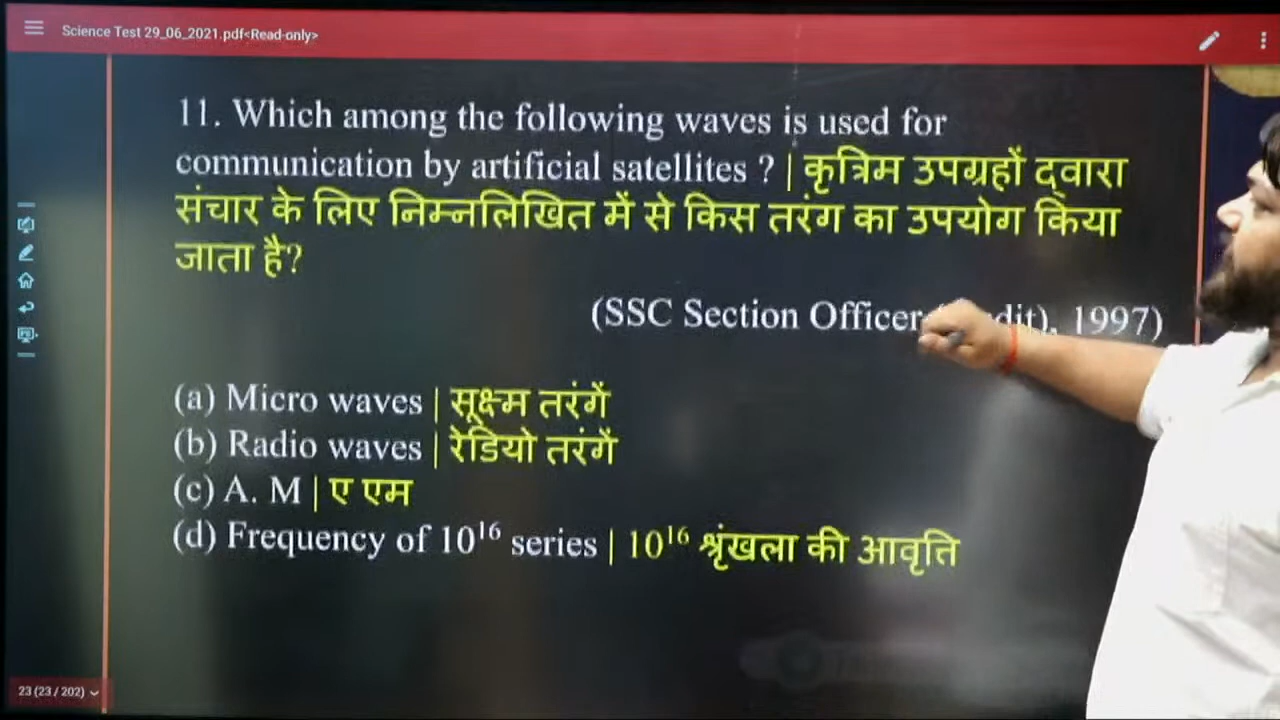 Science Test 29_06_2021.pdf<Read-only>
11. Which among the following waves is used for
communication by artificial satellites ? | कृत्रिम उपग्रहों द्वारा
संचार के लिए निम्नलिखित में से किस तरंग का उपयोग किया
जाता है?
(SSC Section Officer dit), 1997)
(a) Micro waves | सूक्ष्म तरंगें
(b) Radio waves | रेडियो तरंगें
(c) A. M | ए एम
(d) Frequency of 10¹⁶ series | 10¹⁶ श्रृंखला की आवृति
23 (23 / 202)